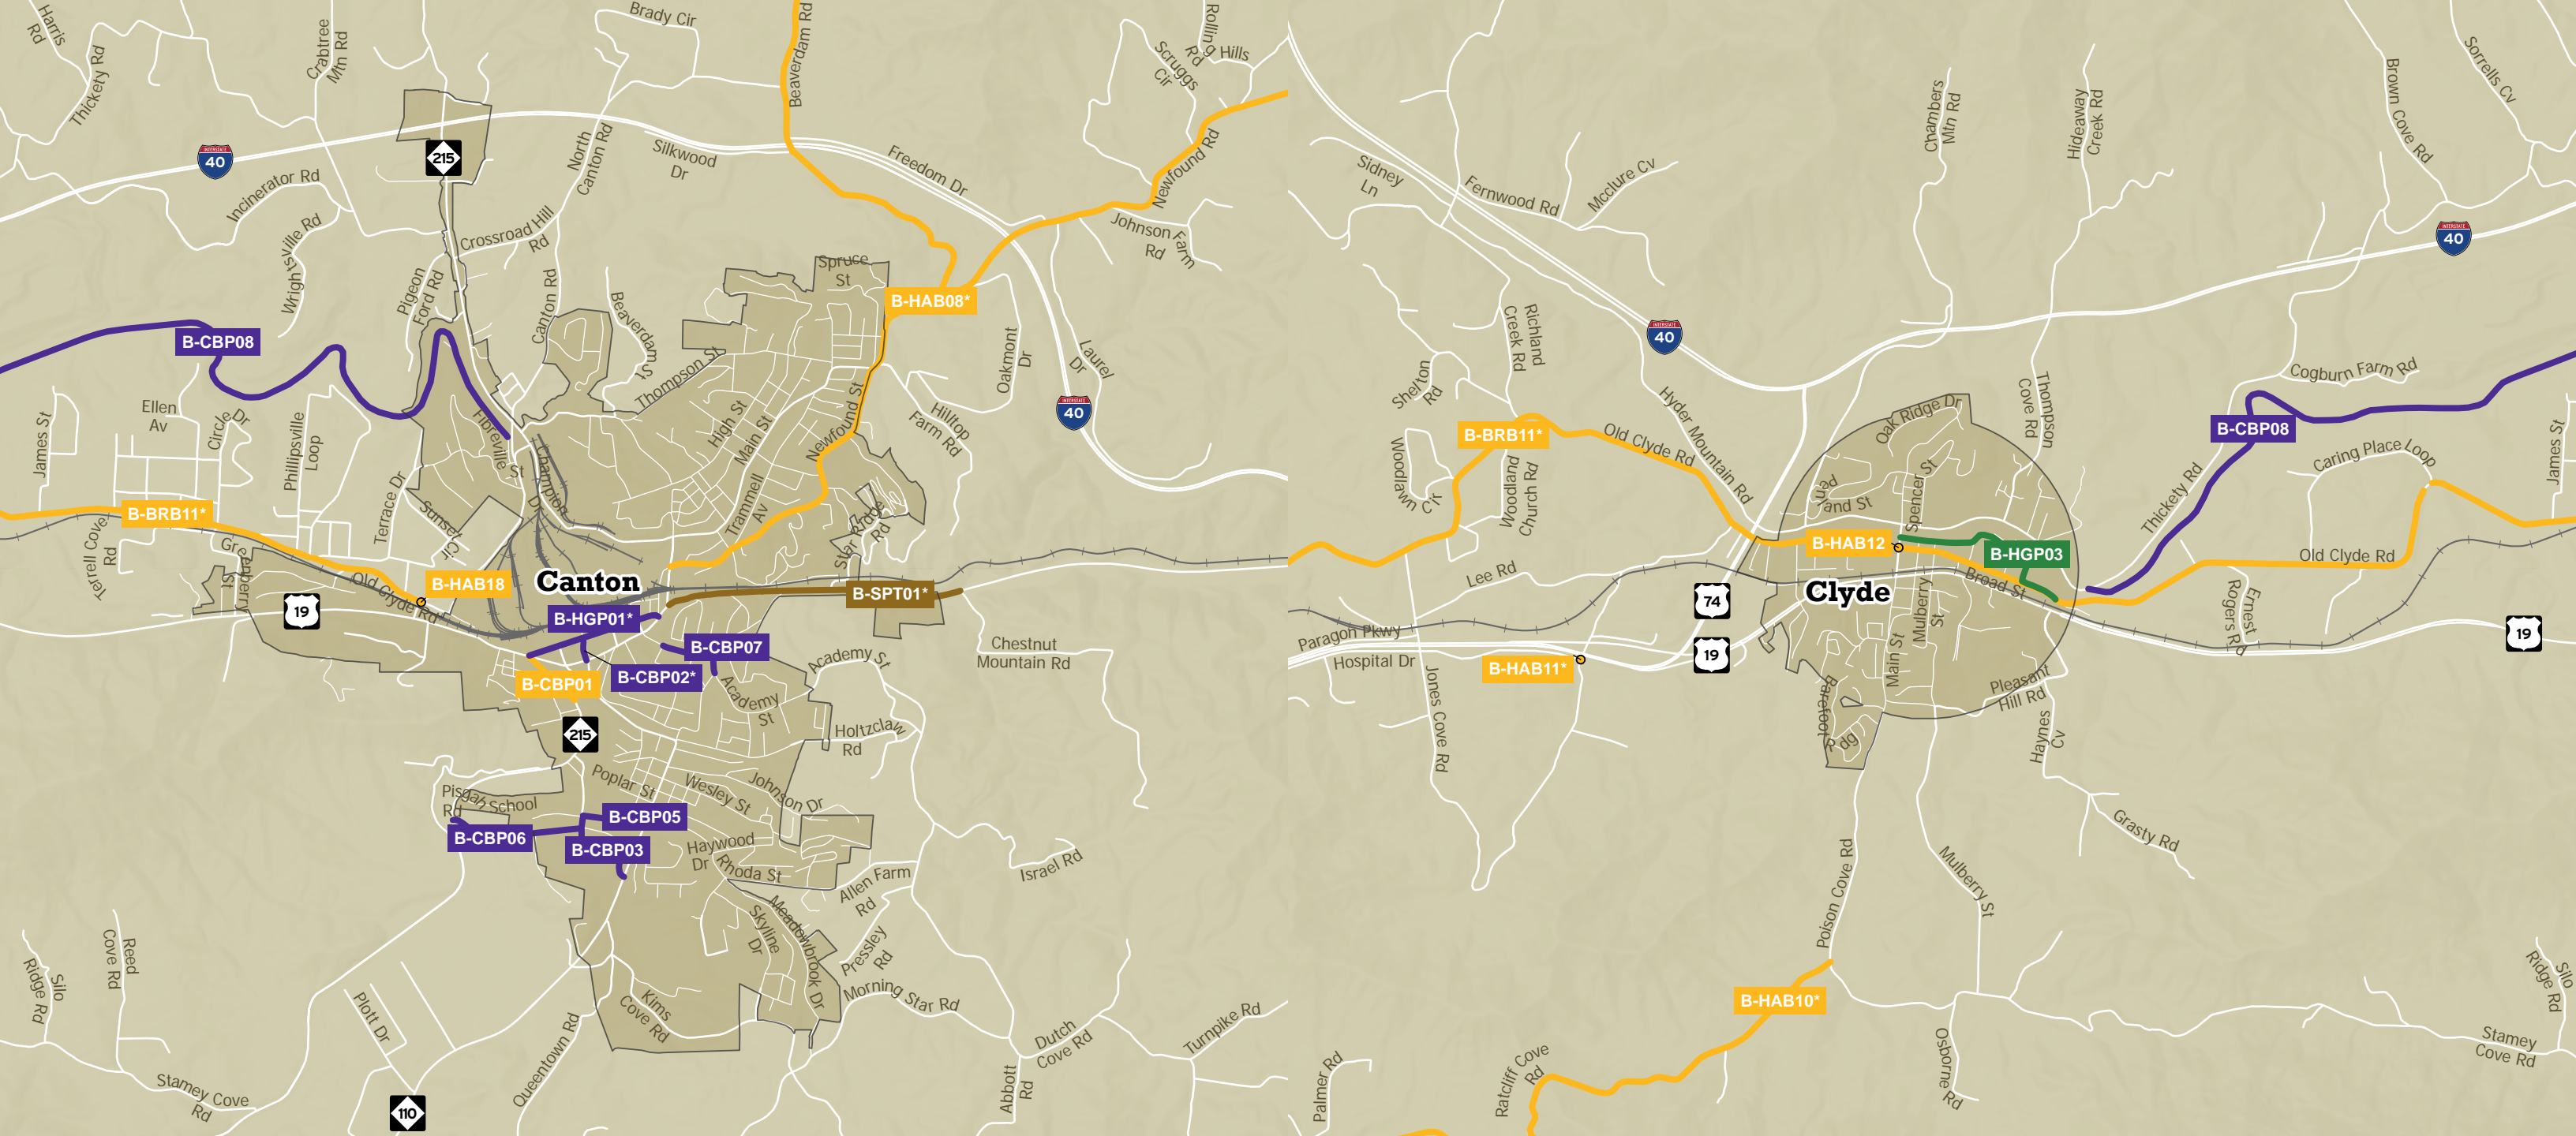 Harris
Rd
Thickety Rd
Crabtree
Mtn Rd
Brady Cir
Beaverdam Rd
Rolling Hills
Rd
Scruggs
Cir
INTERSTATE
40
215
Incinerator Rd
North
Canton Rd
Silkwood
Dr
Freedom Dr
Newfound Rd
Johnson Farm
Rd
Wrightsville Rd
Crossroad Hill
Rd
Pigeon
Ford Rd
Canton Rd
Beaverdam St
Spruce
St
B-HAB08*
B-CBP08
Thompson St
Oakmont
Dr
Laurel
Dr
INTERSTATE
40
James St
Ellen
Av
Circle Dr
Phillipsville
Loop
Fibreville
St
High St
Main St
Newfound St
Hilltop
Farm Rd
Champion
Dr
Terrace Dr
Sunset
Cir
Trammell
Av
Star Ridge
Rd
B-BRB11*
Terrell Cove
Rd
Greenberry
St
Old Clyde Rd
B-HAB18
Canton
B-SPT01*
19
B-HGP01*
B-CBP07
B-CBP02*
B-CBP01
Academy St
Academy
St
Chestnut
Mountain Rd
215
Holtzclaw
Rd
Poplar St
Wesley St
Johnson Dr
Pisgah School
Rd
B-CBP05
B-CBP06
B-CBP03
Haywood
Dr
Rhoda St
Allen Farm
Rd
Israel Rd
Skyline
Dr
Meadowbrook Dr
Pressley
Rd
Reed
Cove Rd
Silo
Ridge Rd
Plott Dr
Kims
Cove Rd
Queentown Rd
Morning Star Rd
Dutch
Cove Rd
Turnpike Rd
Abbott
Rd
Stamey Cove
Rd
110
Sidney
Ln
Fernwood Rd
Mcclure Cv
Chambers
Mtn Rd
Hideaway
Creek Rd
Brown Cove Rd
Sorrells Cv
INTERSTATE
40
INTERSTATE
40
Richland
Creek Rd
Shelton
Rd
Hyder Mountain Rd
Oak Ridge Dr
Thompson
Cove Rd
Cogburn Farm Rd
B-CBP08
B-BRB11*
Old Clyde Rd
Woodlawn Cir
Woodland
Church Rd
Penland St
Spencer St
Thickety Rd
Caring Place Loop
James St
B-HAB12
B-HGP03
Old Clyde Rd
Lee Rd
Broad St
Clyde
74
19
Mulberry
St
Main St
Ernest
Rogers Rd
19
Paragon Pkwy
Hospital Dr
B-HAB11*
Jones Cove Rd
Barefoot
Rdg
Pleasant
Hill Rd
Haynes
Cv
Grasty Rd
Poison Cove Rd
Mulberry St
B-HAB10*
Ratcliff Cove
Rd
Palmer Rd
Osborne
Rd
Silo
Ridge Rd
Stamey
Cove Rd